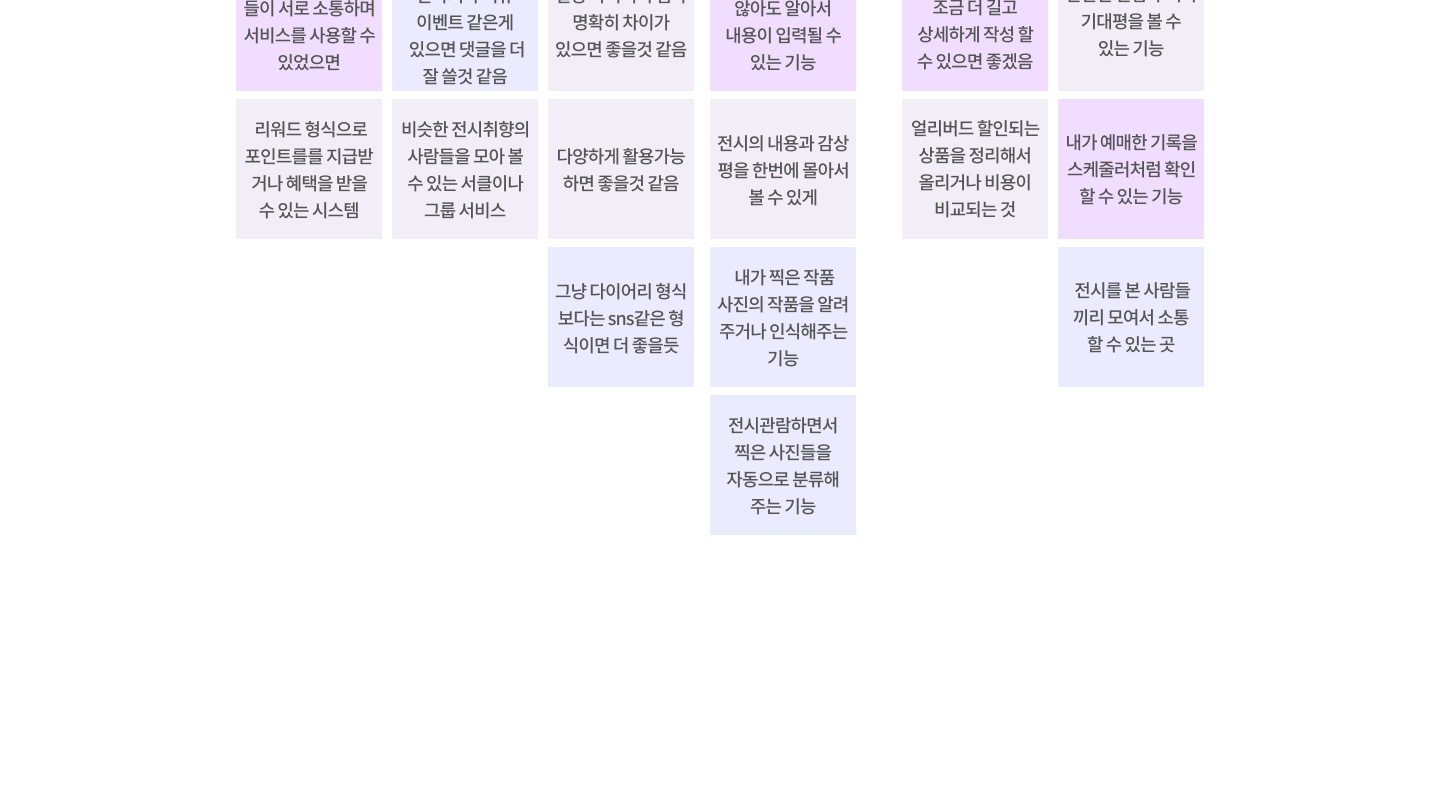 들이 서로 소통하며
서비스를 사용할 수
있었으면
이벤트 같은게
있으면 댓글을 더
잘 쓸것 같음
명확히 차이가
있으면 좋을것 같음
않아도 알아서
내용이 입력될 수
있는 기능
조금 더 길고
상세하게 작성 할
수 있으면 좋겠음
기대평을 볼 수
있는 기능
리워드 형식으로
포인트를를 지급받
거나 혜택을 받을
수 있는 시스템
비슷한 전시취향의
사람들을 모아 볼
수 있는 서클이나
그룹 서비스
다양하게 활용가능
하면 좋을것 같음
전시의 내용과 감상
평을 한번에 몰아서
볼 수 있게
얼리버드 할인되는
상품을 정리해서
올리거나 비용이
비교되는 것
내가 예매한 기록을
스케줄러처럼 확인
할 수 있는 기능
그냥 다이어리 형식
보다는 sns같은 형
식이면 더 좋을듯
내가 찍은 작품
사진의 작품을 알려
주거나 인식해주는
기능
전시를 본 사람들
끼리 모여서 소통
할 수 있는 곳
전시관람하면서
찍은 사진들을
자동으로 분류해
주는 기능